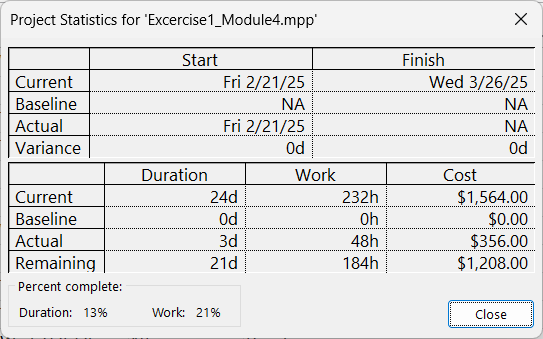 Project Statistics for 'Excercise1_Module4.mpp'
Start Finish
Current Fri 2/21/25 Wed 3/26/25
Baseline NA NA
Actual Fri 2/21/25 NA
Variance 0d 0d
Duration Work Cost
Current 24d 232h $1,564.00
Baseline 0d 0h $0.00
Actual 3d 48h $356.00
Remaining 21d 184h $1,208.00
Percent complete:
Duration: 13% Work: 21% Close